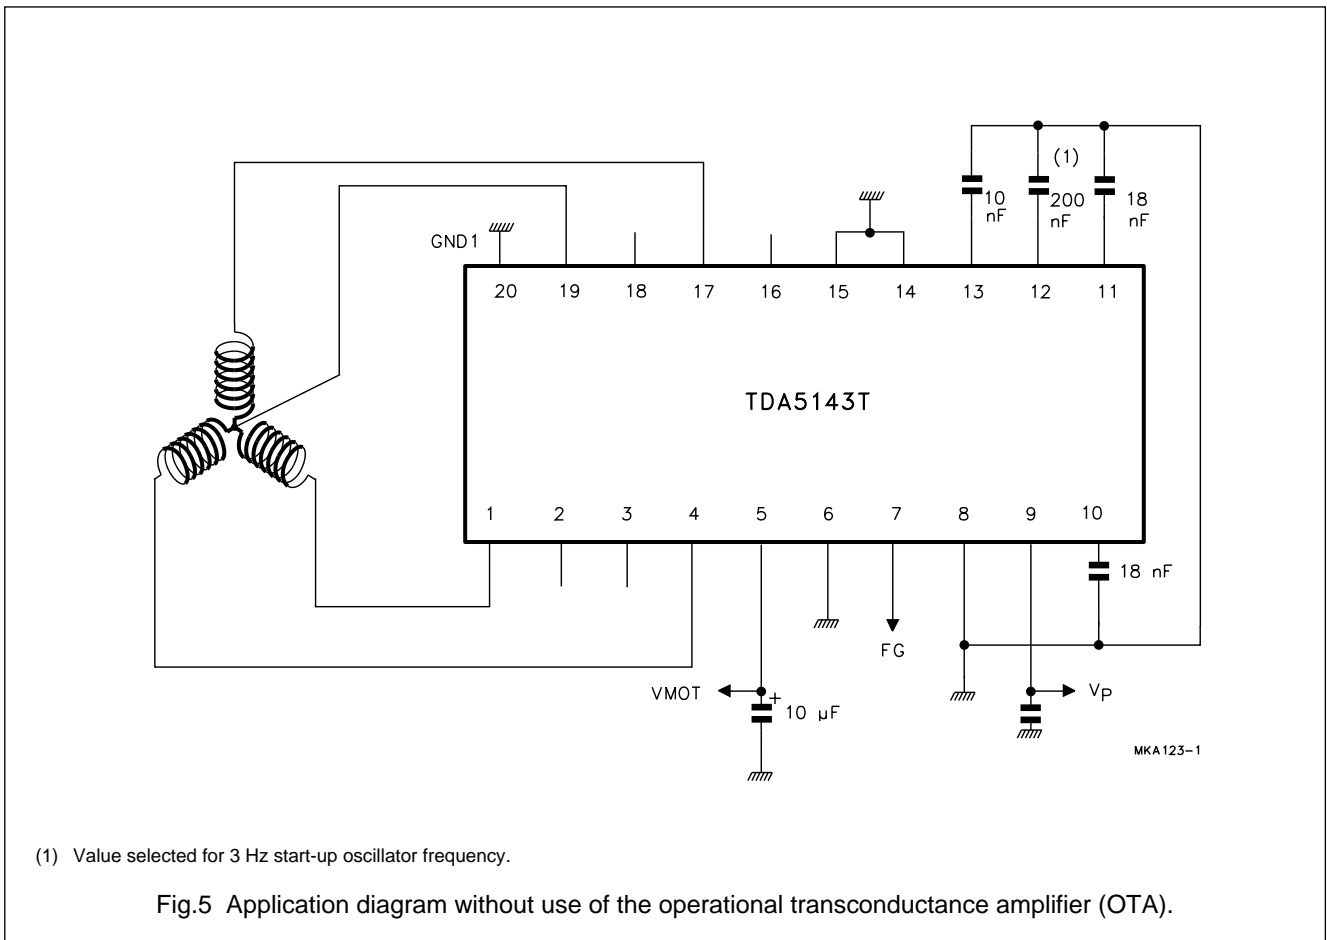 (1)
10 nF
200 nF
18 nF
GND1
20 19 18 17 16 15 14 13 12 11
TDA5143T
1 2 3 4 5 6 7 8 9 10
18 nF
FG
VMOT
+
10 µF
VP
MKA123-1
(1) Value selected for 3 Hz start-up oscillator frequency.
Fig.5 Application diagram without use of the operational transconductance amplifier (OTA).